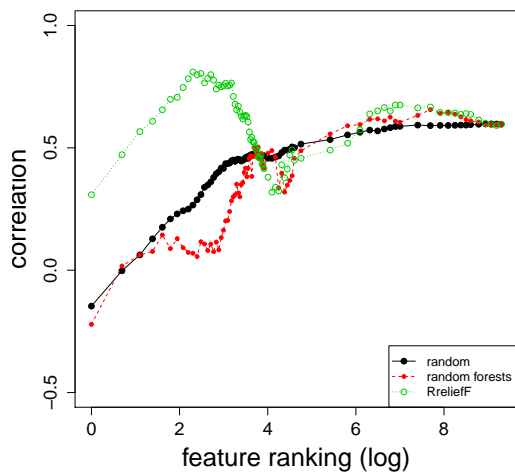 1.0
0.5
0.0
−0.5
correlation
0
2
4
6
8
feature ranking (log)
random
random forests
RreliefF